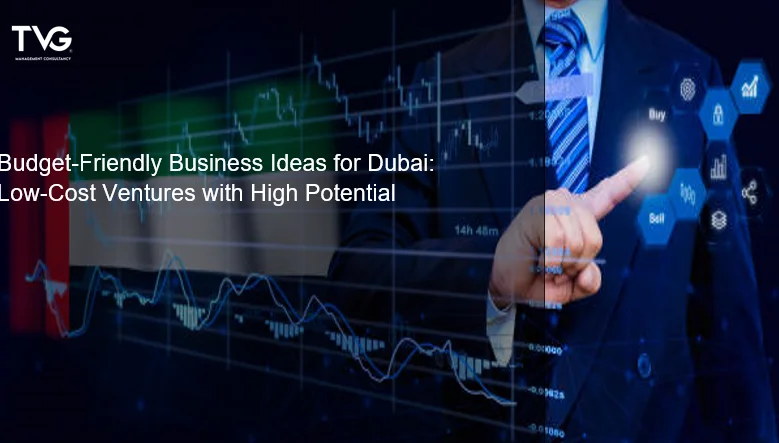 TVG
MANAGEMENT CONSULTANCY
Budget-Friendly Business Ideas for Dubai:
Low-Cost Ventures with High Potential
Buy
Sell
14h 48m